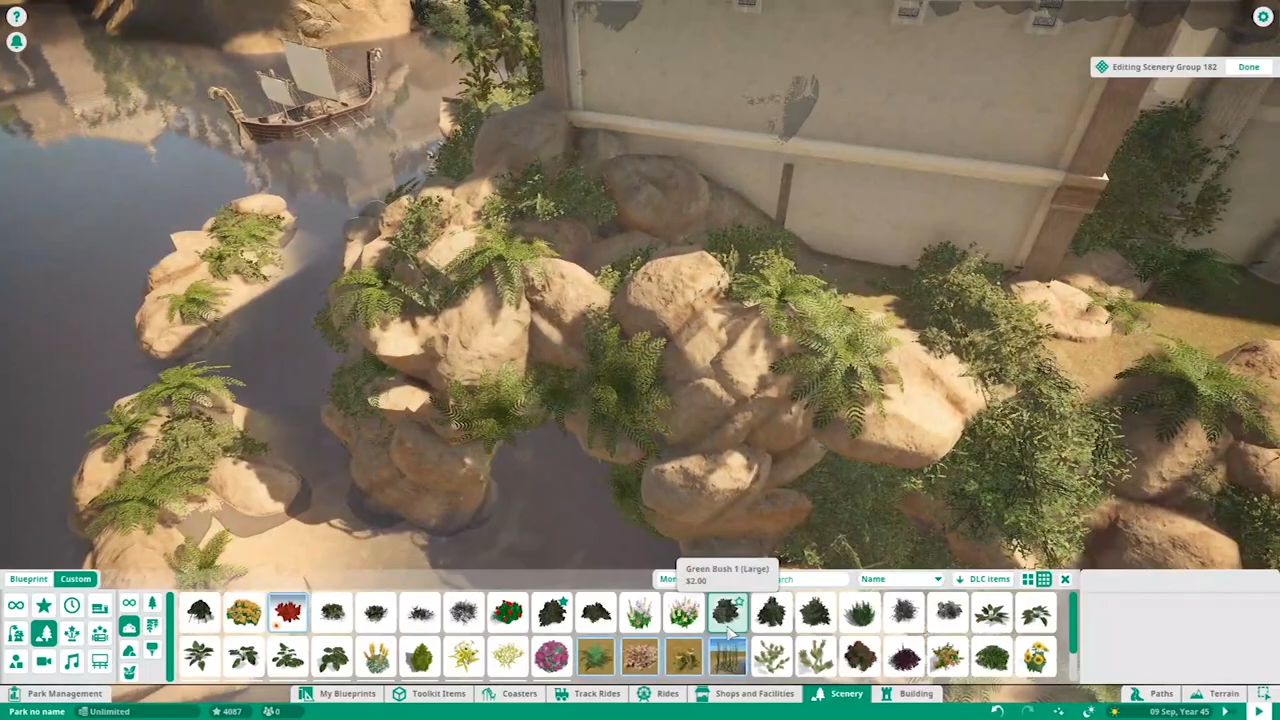 Editing Scenery Group 182
Done
Green Bush 1 (Large)
$2.00
Blueprint
Custom
Name
DLC items
Park Management
My Blueprints
Toolkit Items
Coasters
Track Rides
Rides
Shops and Facilities
Scenery
Building
Paths
Terrain
Park no name
Unlimited
4087
0
09 Sep, Year 45